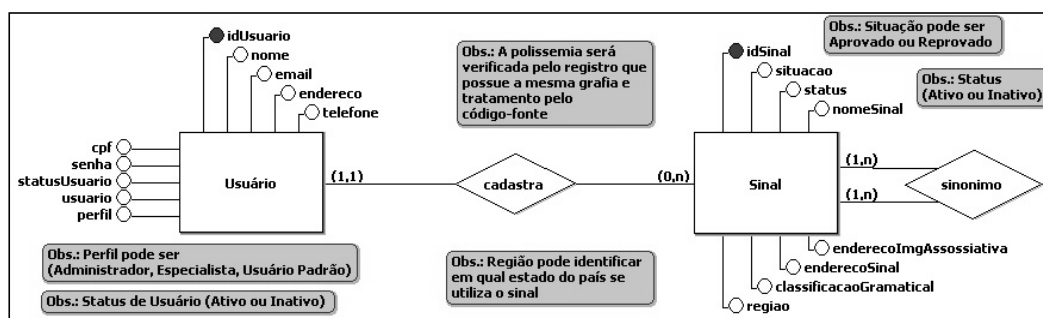 idUsuario
nome
email
endereco
telefone
cpf
senha
statusUsuario
usuario
perfil
Usuário
Obs.: Perfil pode ser
(Administrador, Especialista, Usuário Padrão)
Obs.: Status de Usuário (Ativo ou Inativo)
Obs.: A polissemia será
verificada pelo registro que
possue a mesma grafia e
tratamento pelo
código-fonte
(1,1)
cadastra
(0,n)
Obs.: Região pode identificar
em qual estado do país se
utiliza o sinal
Obs.: Situação pode ser
Aprovado ou Reprovado
idSinal
situacao
status
nomeSinal
Obs.: Status
(Ativo ou Inativo)
Sinal
(1,n)
(1,n)
sinonimo
enderecoImgAssossiativa
enderecoSinal
classificacaoGramatical
regiao